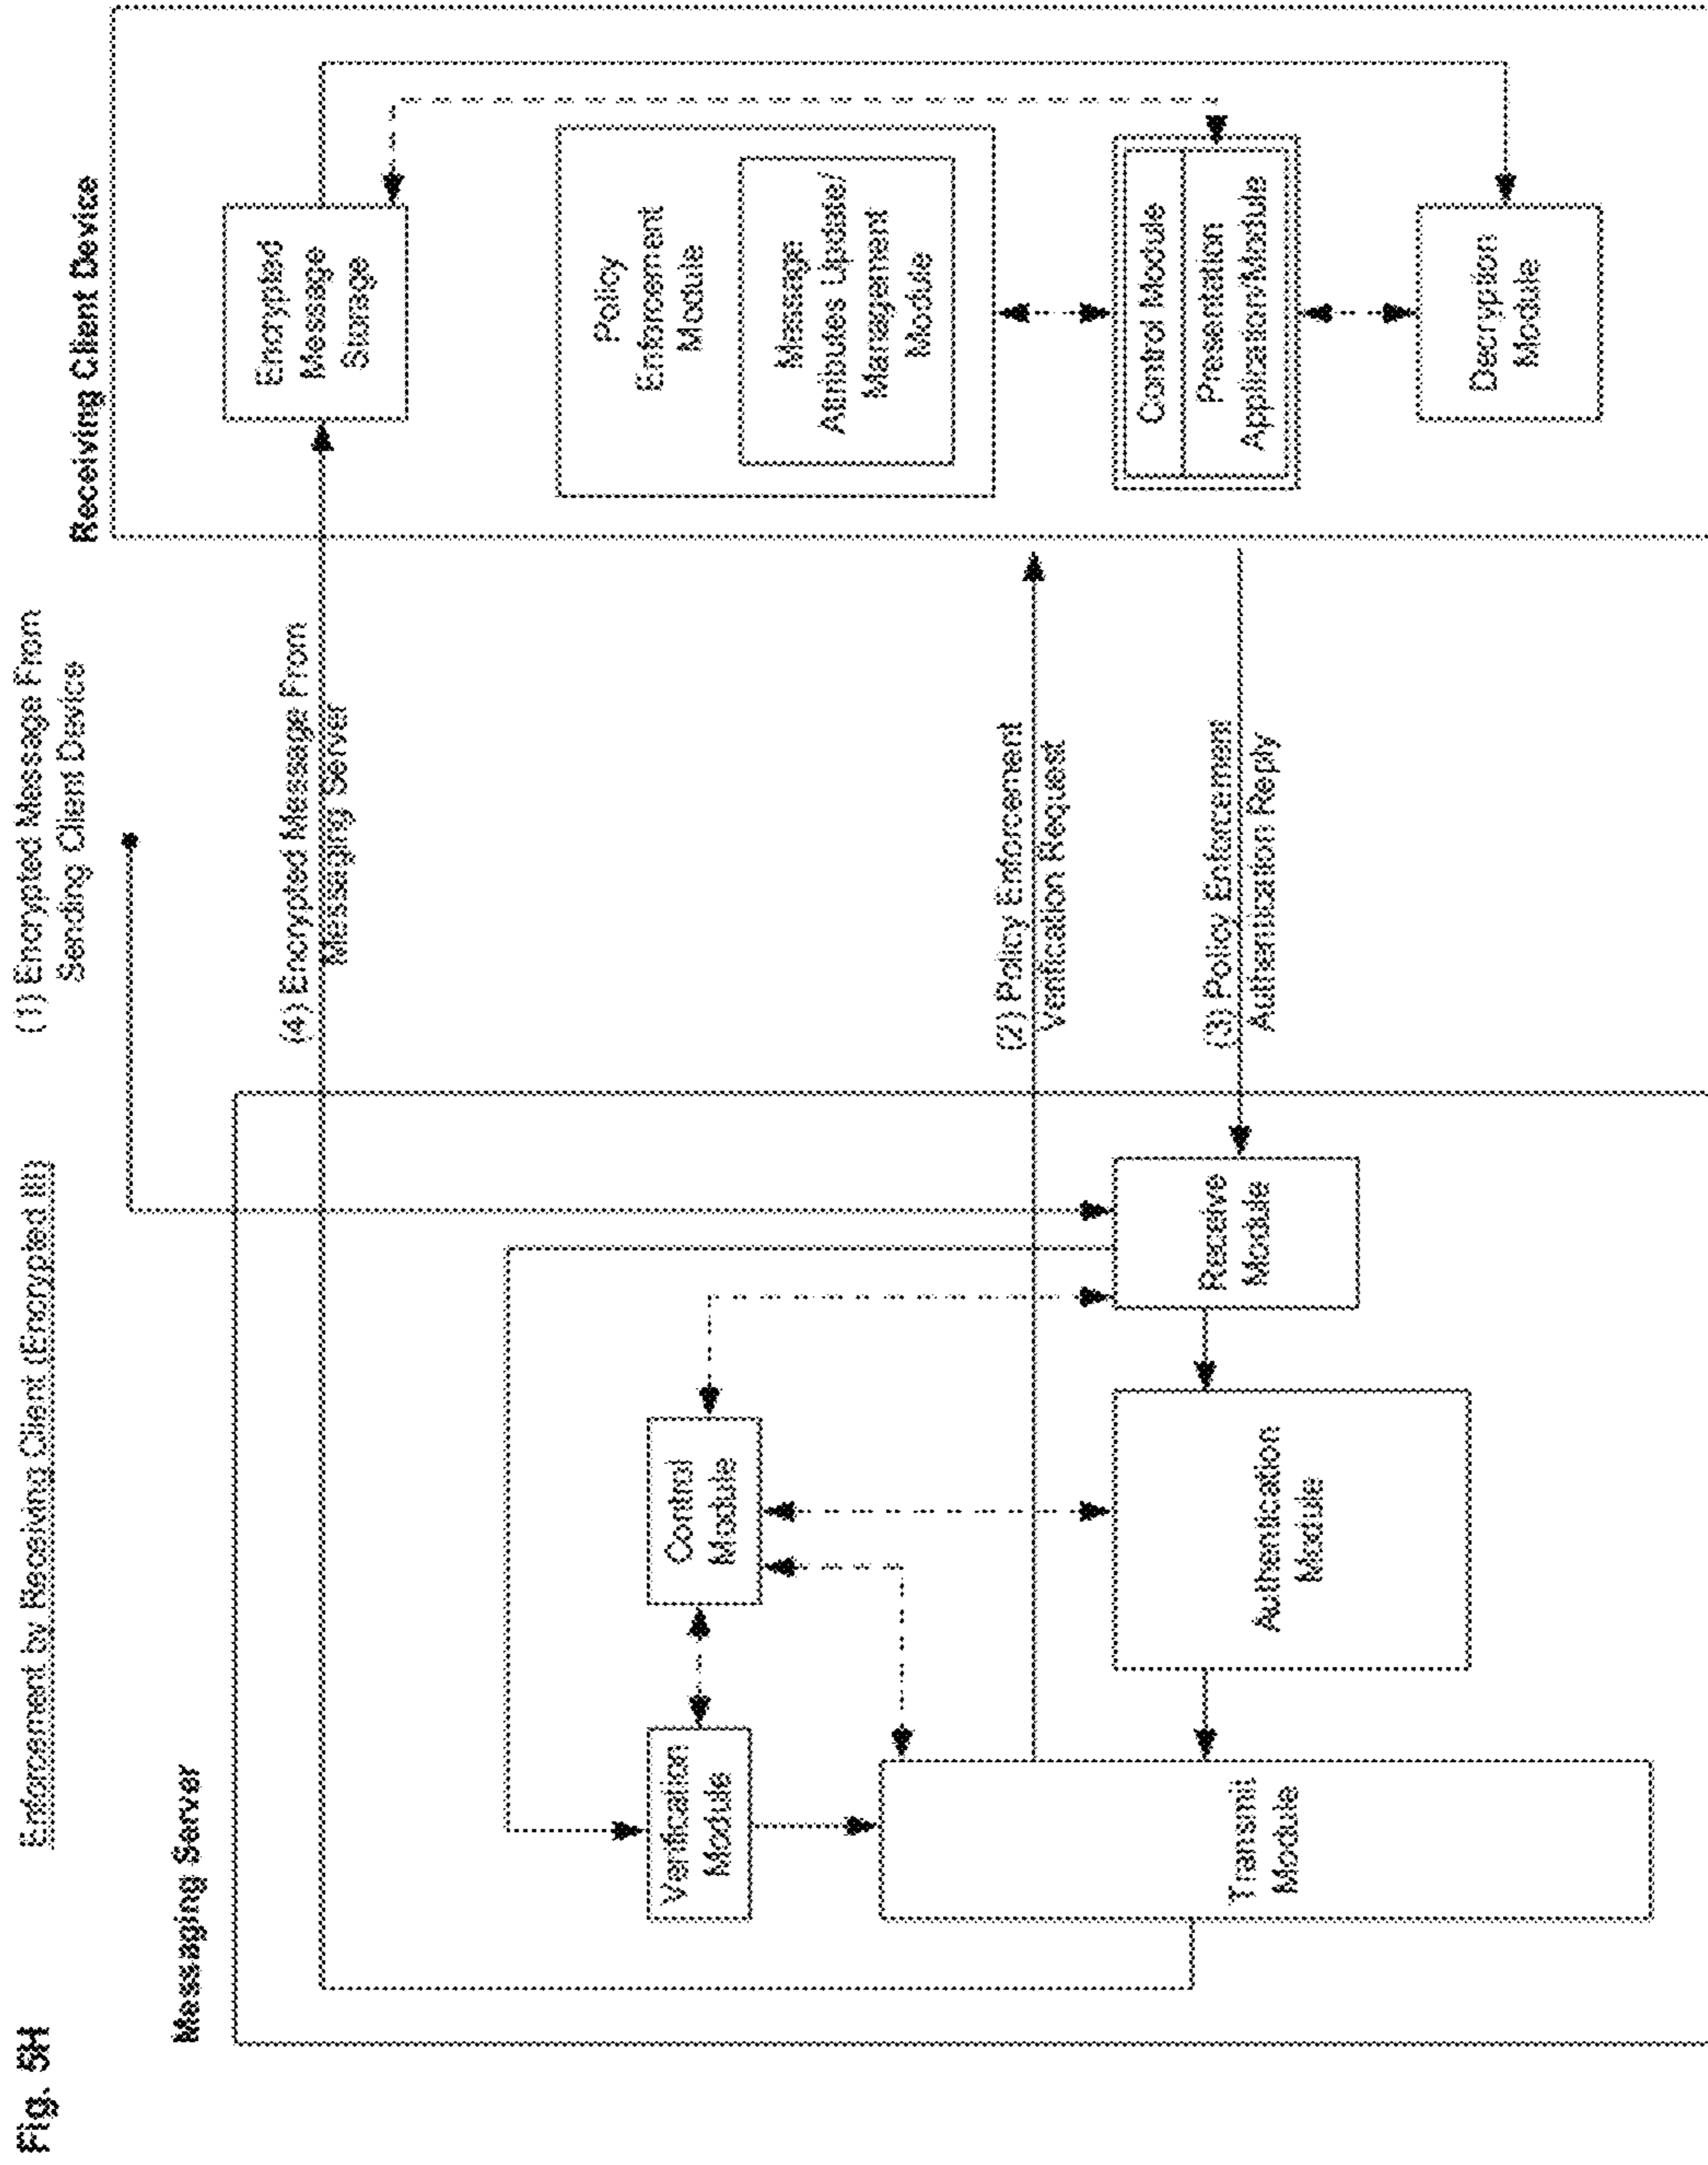 Fig. 5H
Enforcement by Receiving Client (Encrypted III)
(1) Encrypted Message From
Sending Client Device
Messaging Server
Receiving Client Device
(4) Encrypted Message From
Messaging Server
Encrypted
Message
Storage
Verification
Module
Control
Module
Policy
Enforcement
Module
Message
Attributes Update/
Management
Module
(2) Policy Enforcement
Verification Request
Transmit
Module
Authentication
Module
Receive
Module
(3) Policy Enforcement
Authentication Reply
Control Module
Presentation
Application/Module
Decryption
Module